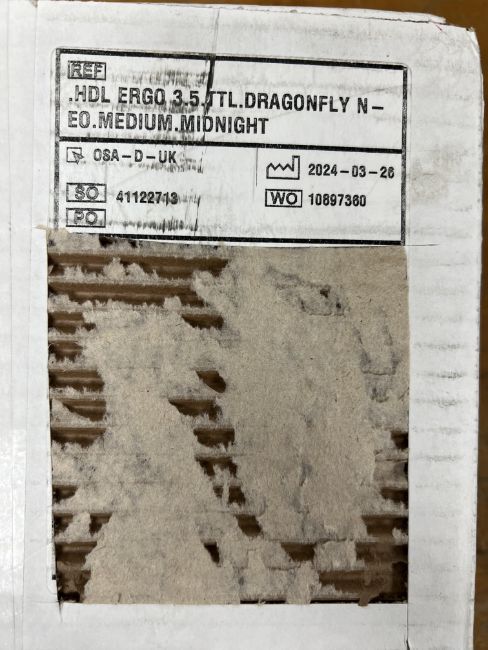 REF
.HDL ERGO 3.5.TTL.DRAGONFLY N-
EO.MEDIUM.MIDNIGHT
OSA-D-UK
2024-03-26
SO 41122713
WO 10897360
PO